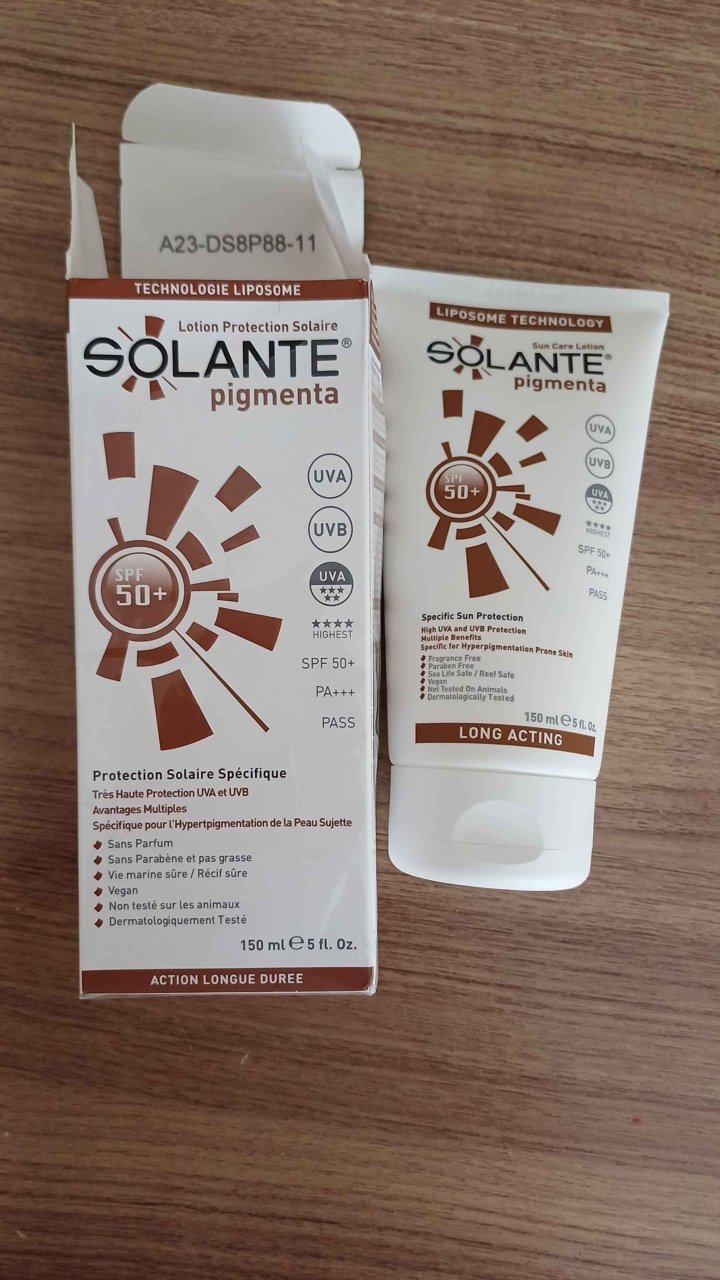 A23-DS8P88-11
TECHNOLOGIE LIPOSOME
Lotion Protection Solaire
SOLANTE®
pigmenta
UVA
UVB
UVA
SPF
50+
★★★★
HIGHEST
SPF 50+
PA+++
PASS
Protection Solaire Spécifique
Très Haute Protection UVA et UVB
Avantages Multiples
Spécifique pour l'Hypertpigmentation de la Peau Sujette
Sans Parfum
Sans Parabène et pas grasse
Vie marine sûre / Récif sûre
Vegan
Non testé sur les animaux
Dermatologiquement Testé
150 ml ℮ 5 fl. Oz.
ACTION LONGUE DUREE
LIPOSOME TECHNOLOGY
Sun Care Lotion
SOLANTE®
pigmenta
UVA
UVB
SPF
50+
UVA
★★★★
HIGHEST
SPF 50+
PA+++
PASS
Specific Sun Protection
High UVA and UVB Protection
Multiple Benefits
Specific for Hyperpigmentation Prone Skin
Fragrance Free
Paraben Free
Sea Life Safe / Reef Safe
Vegan
Not Tested On Animals
Dermatologically Tested
150 ml ℮ 5 fl. Oz.
LONG ACTING